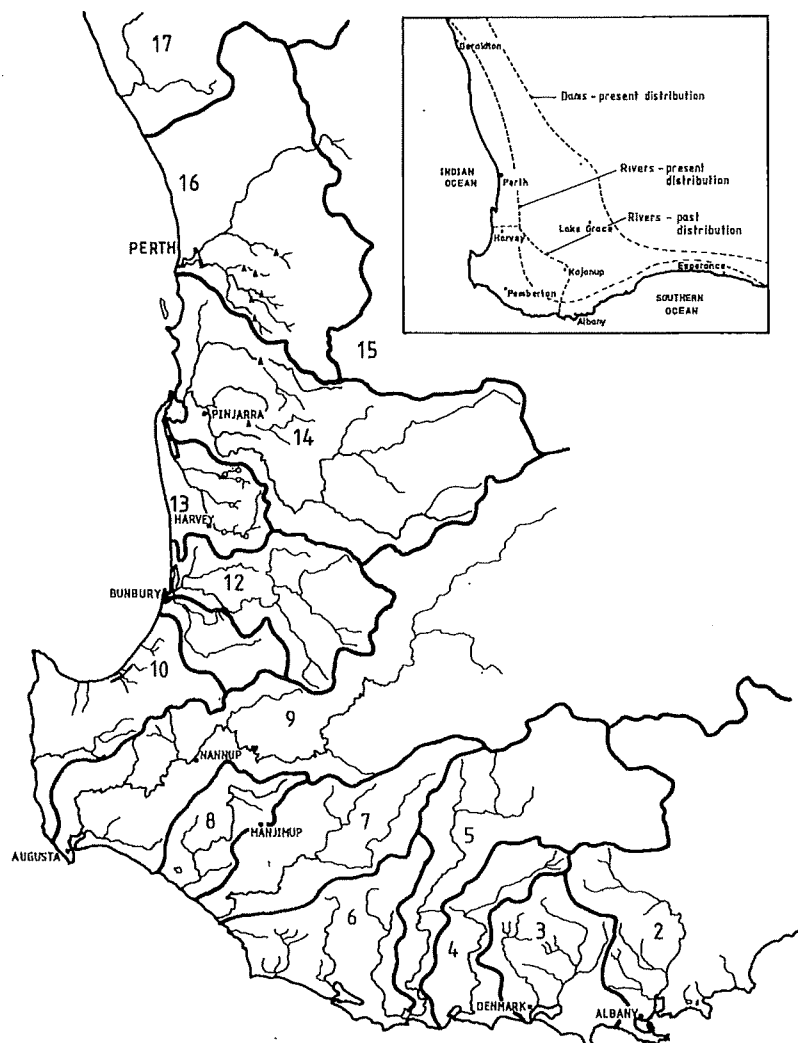 17
16
PERTH
15
PINJARRA
14
13
HARVEY
BUNBURY
12
10
9
NANNUP
8
MANJIMUP
7
5
AUGUSTA
6
4
3
2
DENMARK
ALBANY
Geraldton
Dams - present distribution
INDIAN
OCEAN
Perth
Rivers - present
distribution
Rivers - past
distribution
Lake Grace
Harvey
Kojonup
Esperance
Pemberton
SOUTHERN
OCEAN
Albany